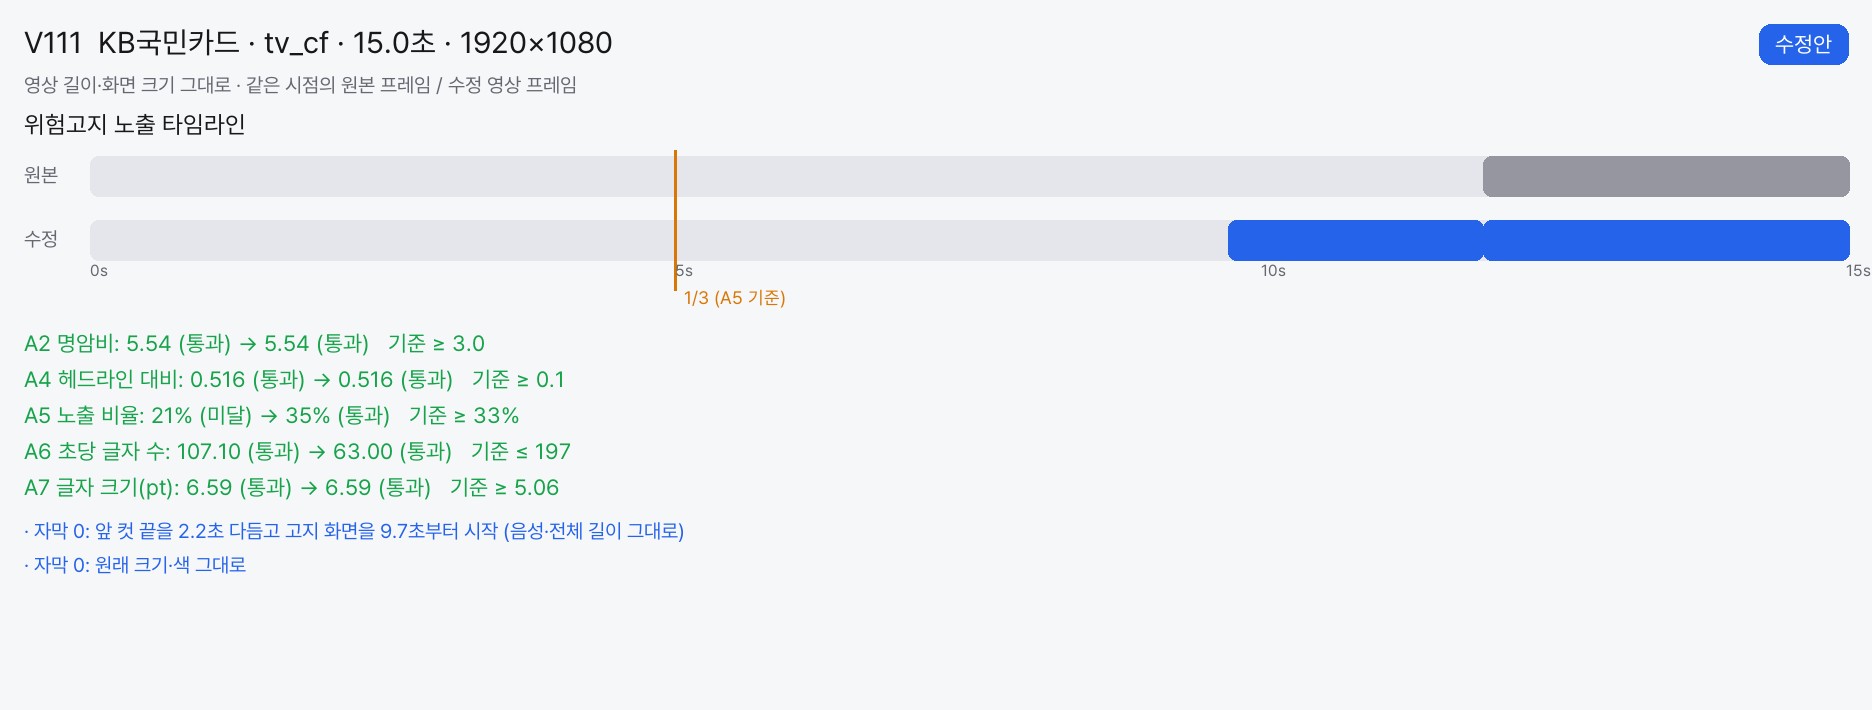 V111 KB국민카드 · tv_cf · 15.0초 · 1920×1080
수정안
영상 길이·화면 크기 그대로 · 같은 시점의 원본 프레임 / 수정 영상 프레임
위험고지 노출 타임라인
원본
수정
0s 5s 10s 15s
1/3 (A5 기준)
A2 명암비: 5.54 (통과) → 5.54 (통과) 기준 ≥ 3.0
A4 헤드라인 대비: 0.516 (통과) → 0.516 (통과) 기준 ≥ 0.1
A5 노출 비율: 21% (미달) → 35% (통과) 기준 ≥ 33%
A6 초당 글자 수: 107.10 (통과) → 63.00 (통과) 기준 ≤ 197
A7 글자 크기(pt): 6.59 (통과) → 6.59 (통과) 기준 ≥ 5.06
· 자막 0: 앞 컷 끝을 2.2초 다듬고 고지 화면을 9.7초부터 시작 (음성·전체 길이 그대로)
· 자막 0: 원래 크기·색 그대로